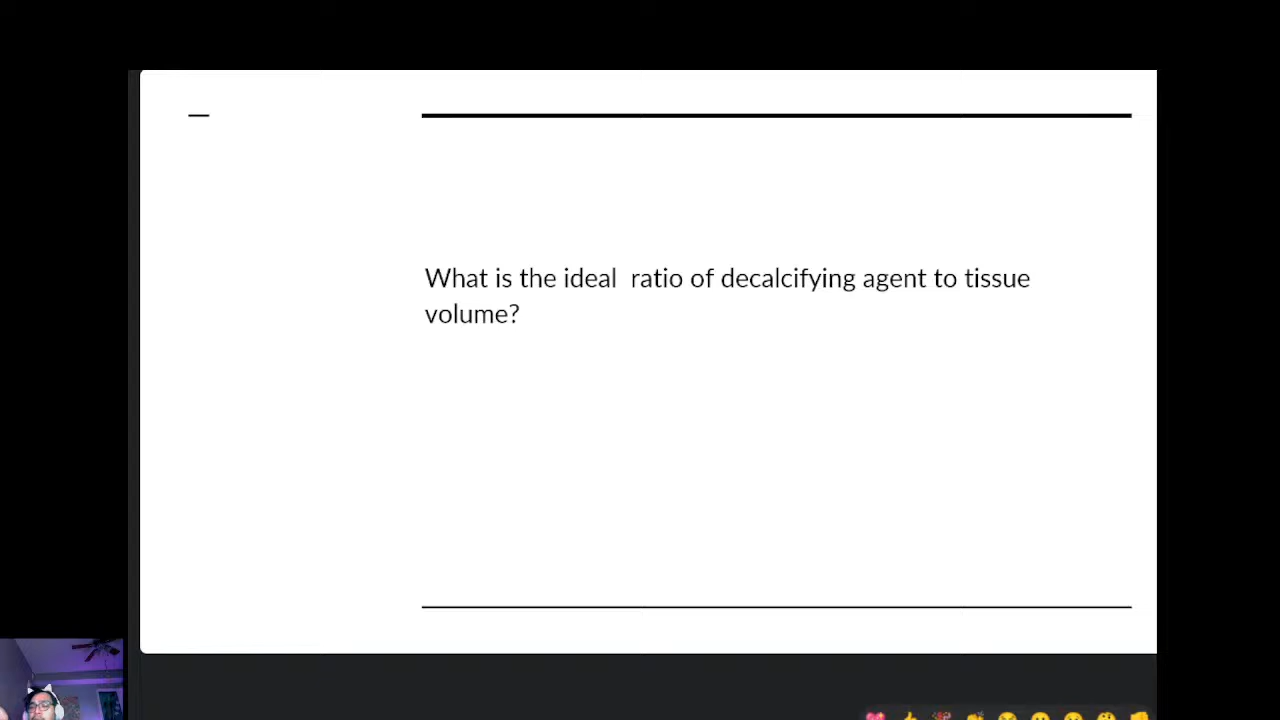 What is the ideal  ratio of decalcifying agent to tissue
volume?